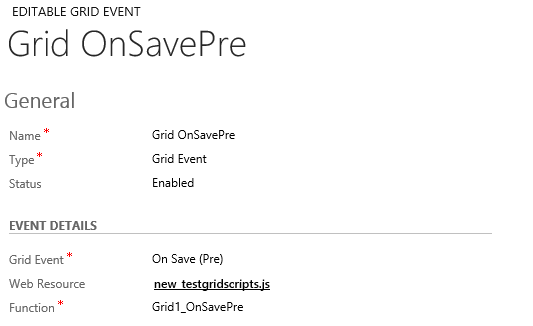 EDITABLE GRID EVENT
Grid OnSavePre
General
Name * Grid OnSavePre
Type * Grid Event
Status Enabled
EVENT DETAILS
Grid Event * On Save (Pre)
Web Resource new_testgridscripts.js
Function * Grid1_OnSavePre